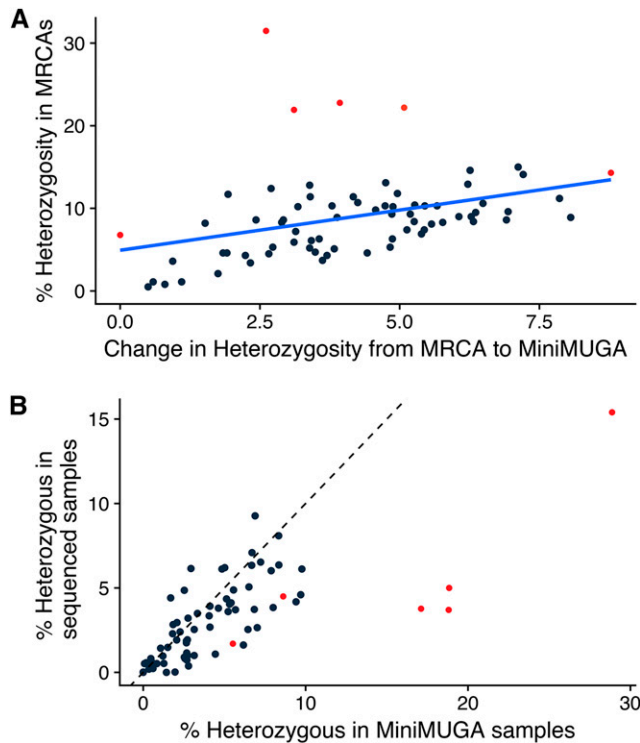 A
% Heterozygosity in MRCAs
30
20
10
0
0.0 2.5 5.0 7.5
Change in Heterozygosity from MRCA to MiniMUGA
B
% Heterozygous in
sequenced samples
15
10
5
0
0 10 20 30
% Heterozygous in MiniMUGA samples